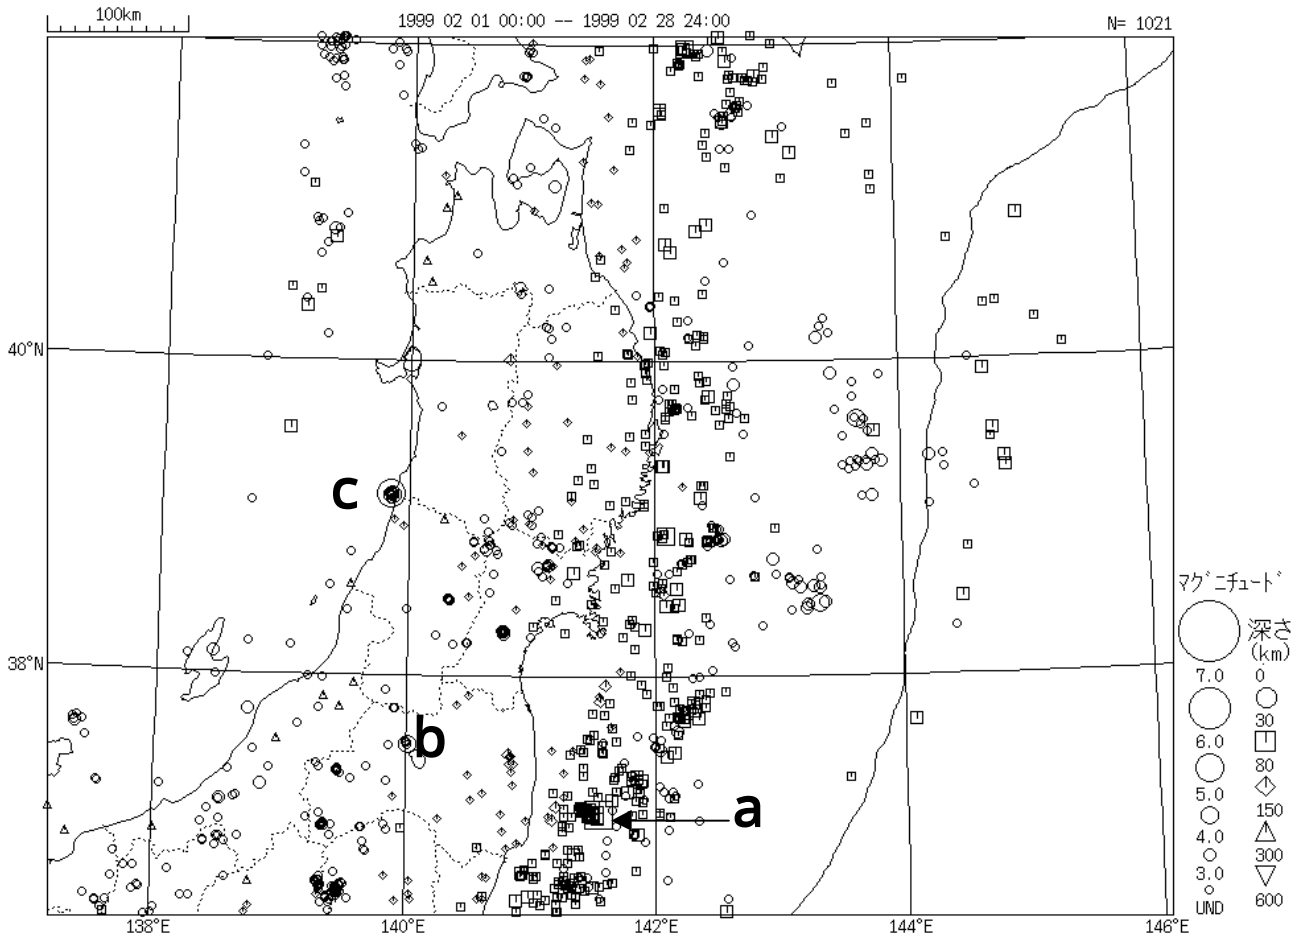 100km
1999 02 01 00:00 -- 1999 02 28 24:00
N= 1021
40°N
38°N
138°E
140°E
142°E
144°E
146°E
a
b
c
ﾏｸﾞﾆﾁｭｰﾄﾞ
7.0
6.0
5.0
4.0
3.0
UND
深さ
(km)
0
30
80
150
300
600